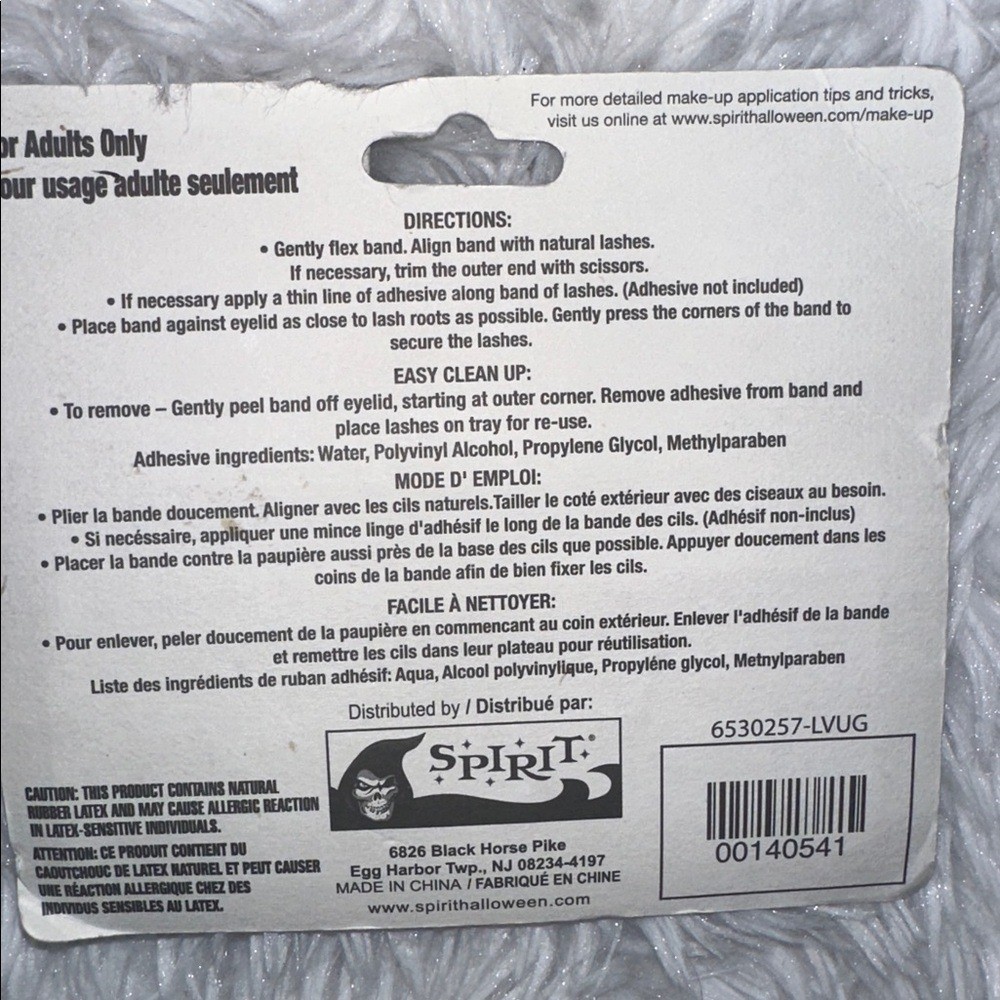 For more detailed make-up application tips and tricks,
visit us online at www.spirithalloween.com/make-up
or Adults Only
our usage adulte seulement
DIRECTIONS:
• Gently flex band. Align band with natural lashes.
If necessary, trim the outer end with scissors.
• If necessary apply a thin line of adhesive along band of lashes. (Adhesive not included)
• Place band against eyelid as close to lash roots as possible. Gently press the corners of the band to
secure the lashes.
EASY CLEAN UP:
• To remove – Gently peel band off eyelid, starting at outer corner. Remove adhesive from band and
place lashes on tray for re-use.
Adhesive ingredients: Water, Polyvinyl Alcohol, Propylene Glycol, Methylparaben
MODE D' EMPLOI:
• Plier la bande doucement. Aligner avec les cils naturels.Tailler le coté extérieur avec des ciseaux au besoin.
• Si necéssaire, appliquer une mince linge d'adhésif le long de la bande des cils. (Adhésif non-inclus)
• Placer la bande contre la paupière aussi près de la base des cils que possible. Appuyer doucement dans les
coins de la bande afin de bien fixer les cils.
FACILE À NETTOYER:
• Pour enlever, peler doucement de la paupière en commencant au coin extérieur. Enlever l'adhésif de la bande
et remettre les cils dans leur plateau pour réutilisation.
Liste des ingrédients de ruban adhésif: Aqua, Alcool polyvinylique, Propyléne glycol, Metnylparaben
Distributed by / Distribué par:
SPIRIT®
6826 Black Horse Pike
Egg Harbor Twp., NJ 08234-4197
MADE IN CHINA / FABRIQUÉ EN CHINE
www.spirithalloween.com
CAUTION: THIS PRODUCT CONTAINS NATURAL
RUBBER LATEX AND MAY CAUSE ALLERGIC REACTION
IN LATEX-SENSITIVE INDIVIDUALS.
ATTENTION: CE PRODUIT CONTIENT DU
CAOUTCHOUC DE LATEX NATUREL ET PEUT CAUSER
UNE RÉACTION ALLERGIQUE CHEZ DES
INDIVIDUS SENSIBLES AU LATEX.
6530257-LVUG
00140541